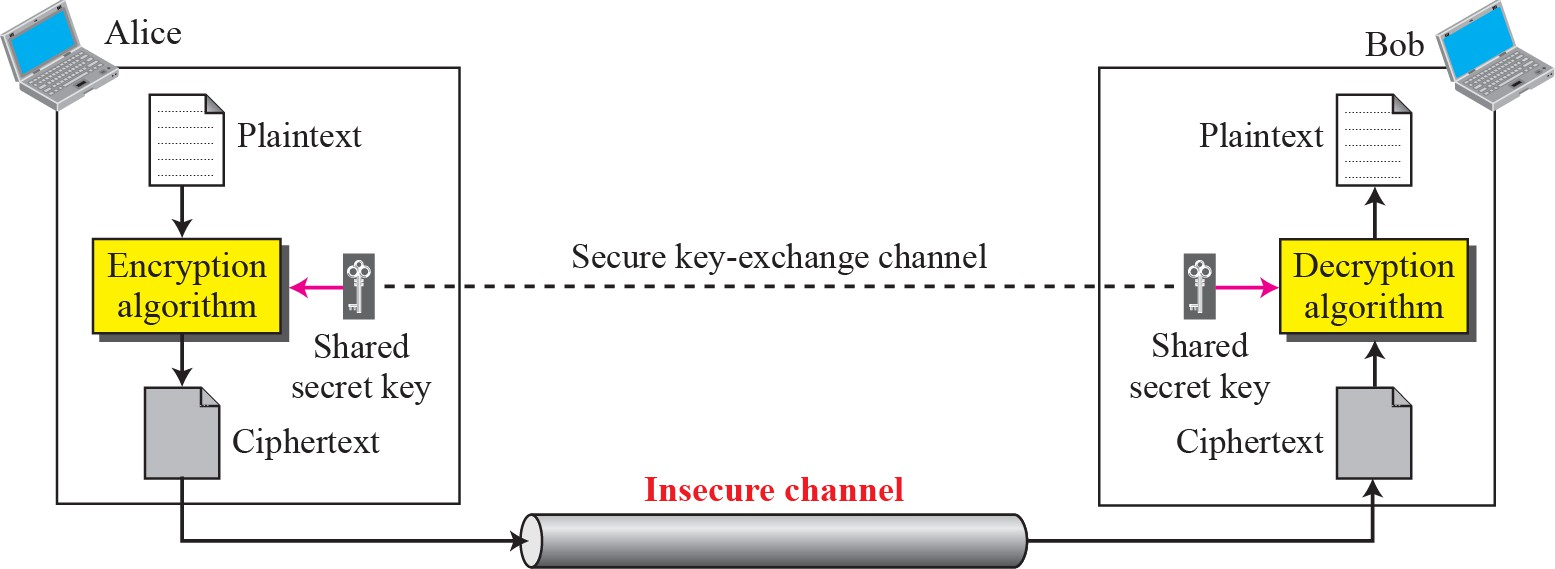 Alice
Bob
Plaintext
Plaintext
Encryption
algorithm
Secure key-exchange channel
Decryption
algorithm
Shared
secret key
Shared
secret key
Ciphertext
Ciphertext
Insecure channel